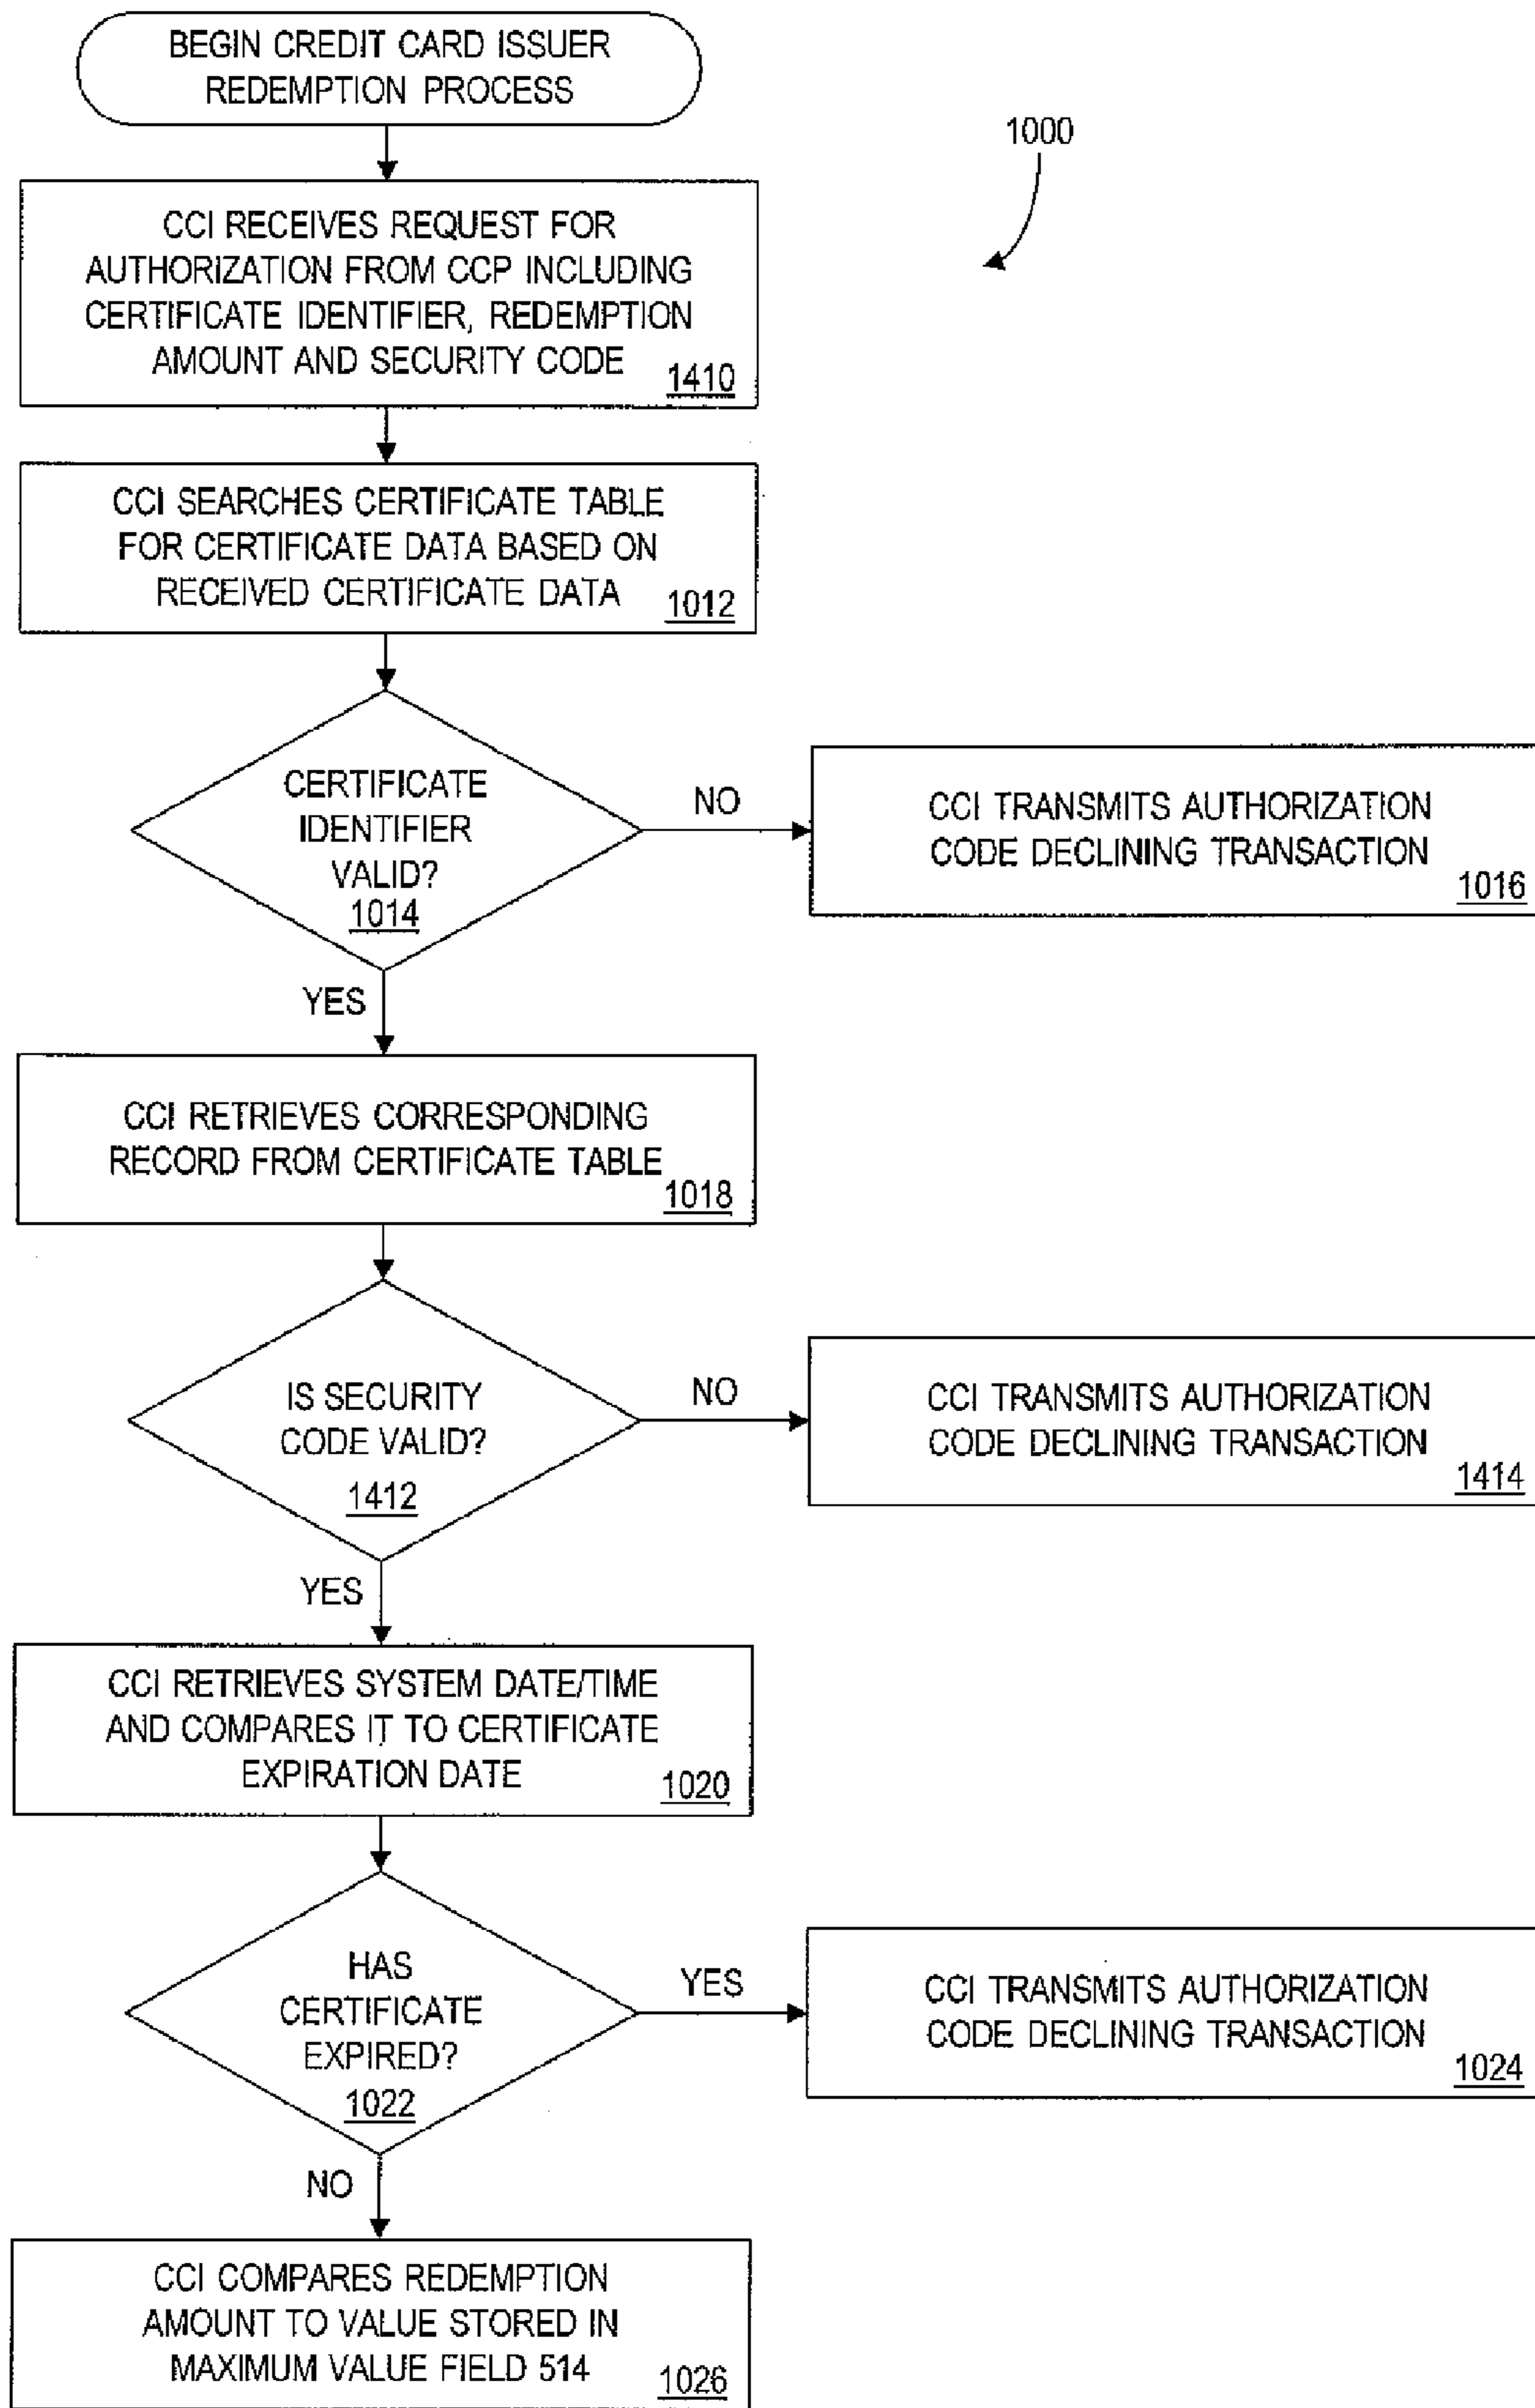 BEGIN CREDIT CARD ISSUER
REDEMPTION PROCESS
1000
CCI RECEIVES REQUEST FOR
AUTHORIZATION FROM CCP INCLUDING
CERTIFICATE IDENTIFIER, REDEMPTION
AMOUNT AND SECURITY CODE
1410
CCI SEARCHES CERTIFICATE TABLE
FOR CERTIFICATE DATA BASED ON
RECEIVED CERTIFICATE DATA
1012
CERTIFICATE
IDENTIFIER
VALID?
1014
NO
CCI TRANSMITS AUTHORIZATION
CODE DECLINING TRANSACTION
1016
YES
CCI RETRIEVES CORRESPONDING
RECORD FROM CERTIFICATE TABLE
1018
IS SECURITY
CODE VALID?
1412
NO
CCI TRANSMITS AUTHORIZATION
CODE DECLINING TRANSACTION
1414
YES
CCI RETRIEVES SYSTEM DATE/TIME
AND COMPARES IT TO CERTIFICATE
EXPIRATION DATE
1020
HAS
CERTIFICATE
EXPIRED?
1022
YES
CCI TRANSMITS AUTHORIZATION
CODE DECLINING TRANSACTION
1024
NO
CCI COMPARES REDEMPTION
AMOUNT TO VALUE STORED IN
MAXIMUM VALUE FIELD 514
1026